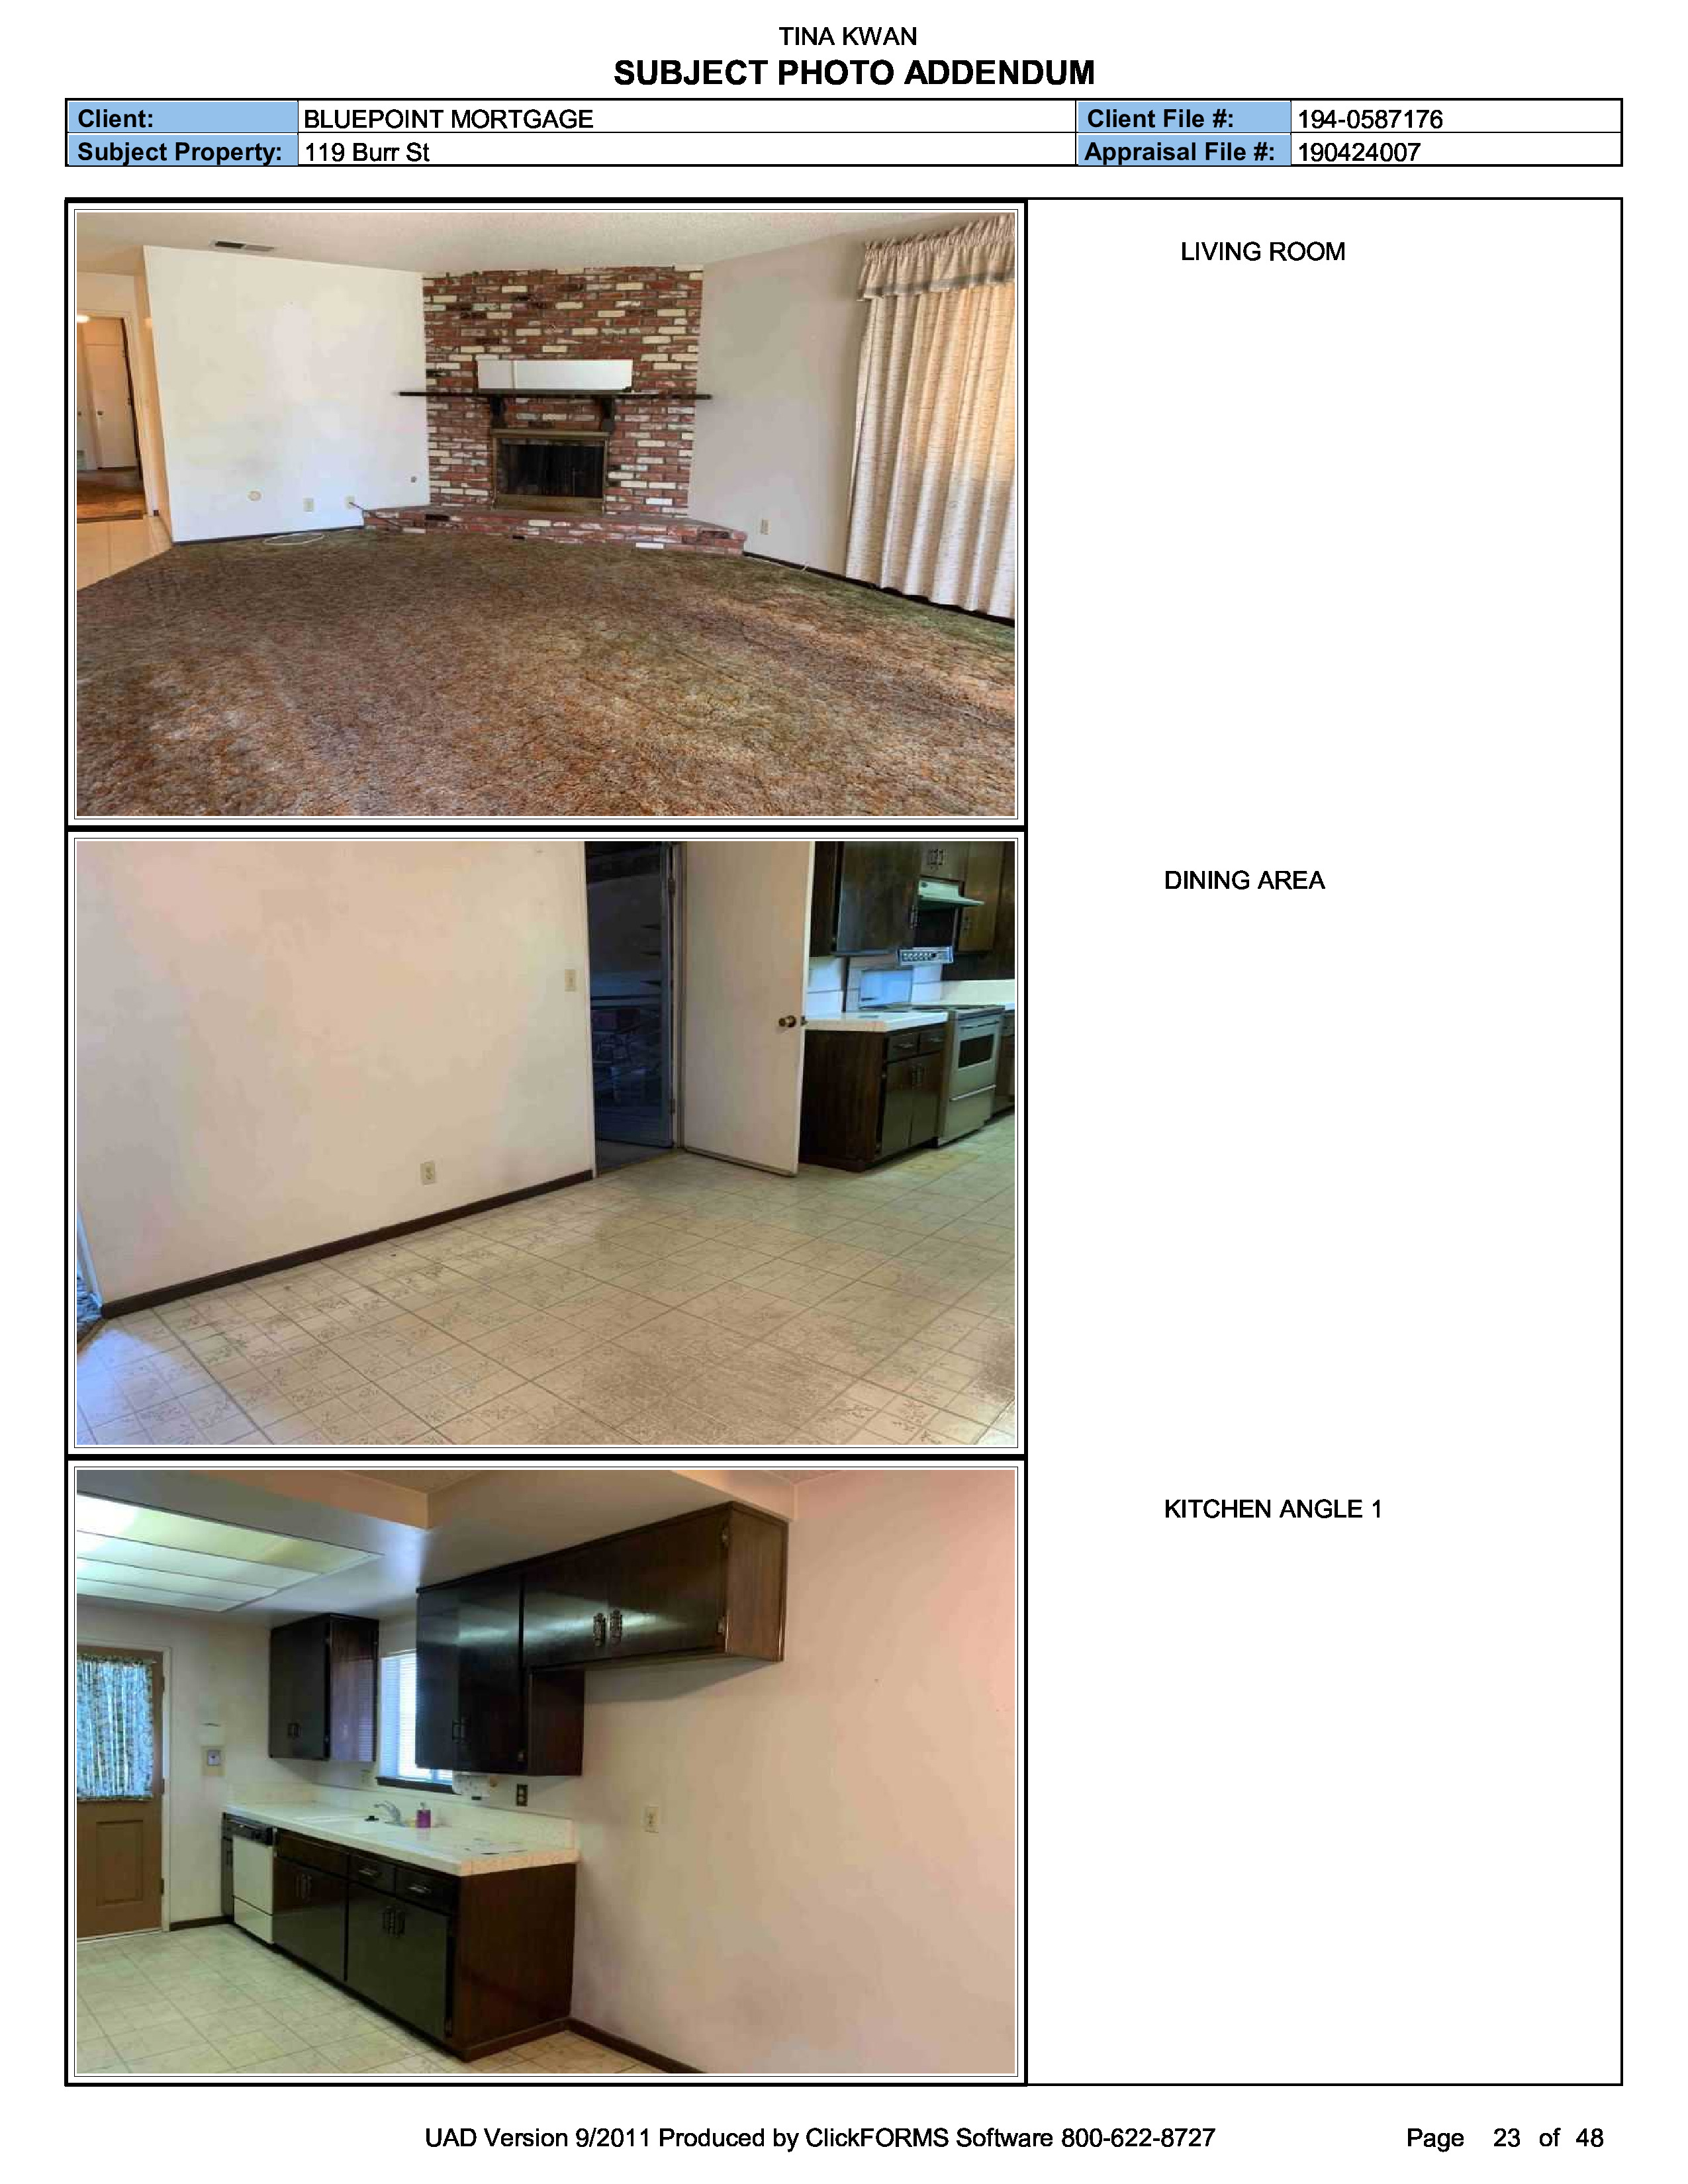 TINA KWAN
SUBJECT PHOTO ADDENDUM
Client: BLUEPOINT MORTGAGE Client File #: 194-0587176
Subject Property: 119 Burr St Appraisal File #: 190424007
LIVING ROOM
DINING AREA
KITCHEN ANGLE 1
UAD Version 9/2011 Produced by ClickFORMS Software 800-622-8727 Page 23 of 48